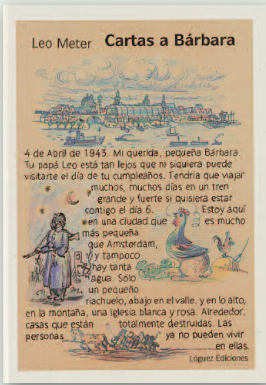 Leo Meter Cartas a Bárbara
4 de Abril de 1943. Mi querida, pequeña Bárbara.
Tu papá Leo está tan lejos que ni siquiera puede
visitarte el día de tu cumpleaños. Tendría que viajar
muchos, muchos días en un tren
grande y fuerte si quisiera estar
contigo el día 6. Estoy aquí
en una ciudad que es mucho
más pequeña
que Amsterdam,
y tampoco
hay tanta
agua. Sólo
un pequeño
riachuelo, abajo en el valle, y en lo alto,
en la montaña, una iglesia blanca y rosa. Alrededor,
casas que están totalmente destruidas. Las
personas ya no pueden vivir
en ellas.
Lóguez Ediciones